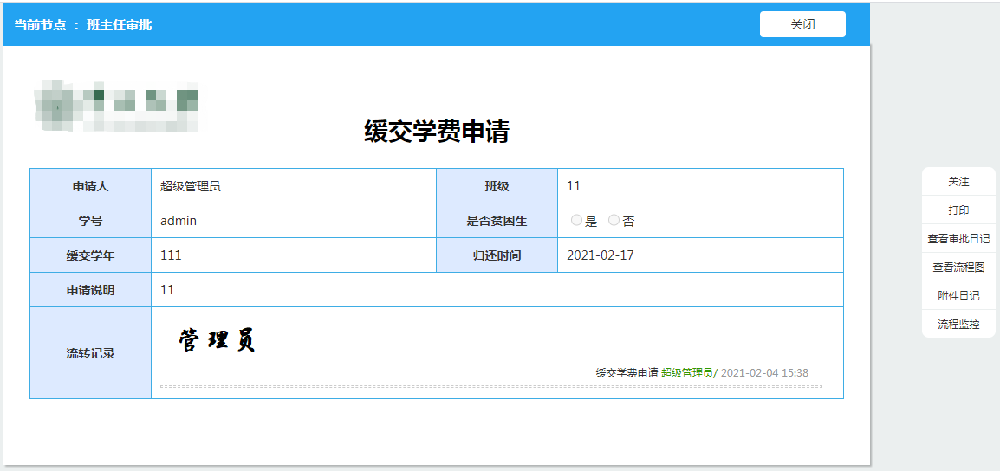 当前节点 ： 班主任审批
关闭
缓交学费申请
申请人 超级管理员 班级 11
学号 admin 是否贫困生 是 否
缓交学年 111 归还时间 2021-02-17
申请说明 11
流转记录 管理员
缓交学费申请 超级管理员/ 2021-02-04 15:38
关注
打印
查看审批日记
查看流程图
附件日记
流程监控